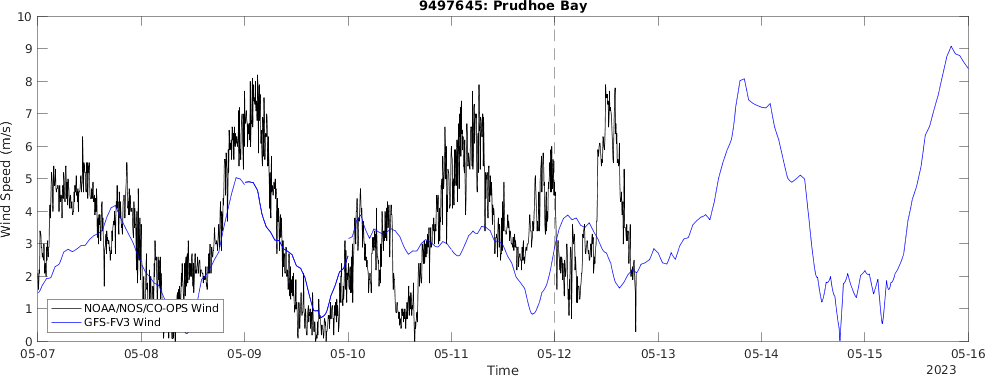 9497645: Prudhoe Bay
10
9
8
7
6
5
4
3
2
1
0
Wind Speed (m/s)
NOAA/NOS/CO-OPS Wind
GFS-FV3 Wind
05-07 05-08 05-09 05-10 05-11 05-12 05-13 05-14 05-15 05-16
Time
2023